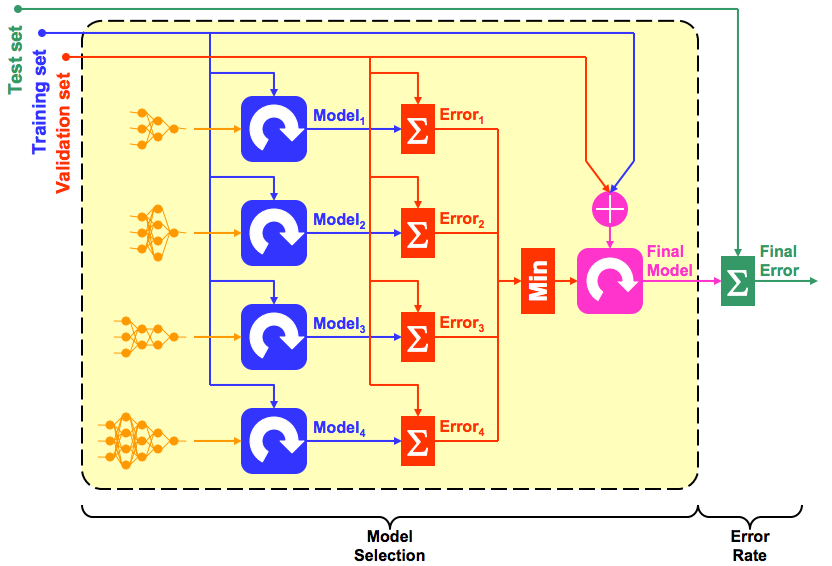 Test set
Training set
Validation set
Model1
Error1
Model2
Error2
Model3
Error3
Model4
Error4
Σ
Σ
Σ
Σ
Min
Final
Model
Σ
Final
Error
Model
Selection
Error
Rate